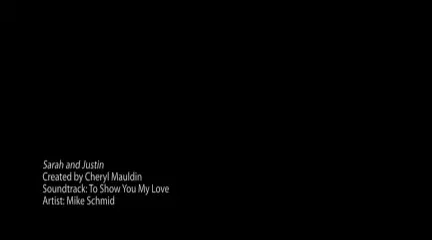 Sarah and Justin
Created by Cheryl Mauldin
Soundtrack: To Show You My Love
Artist: Mike Schmid